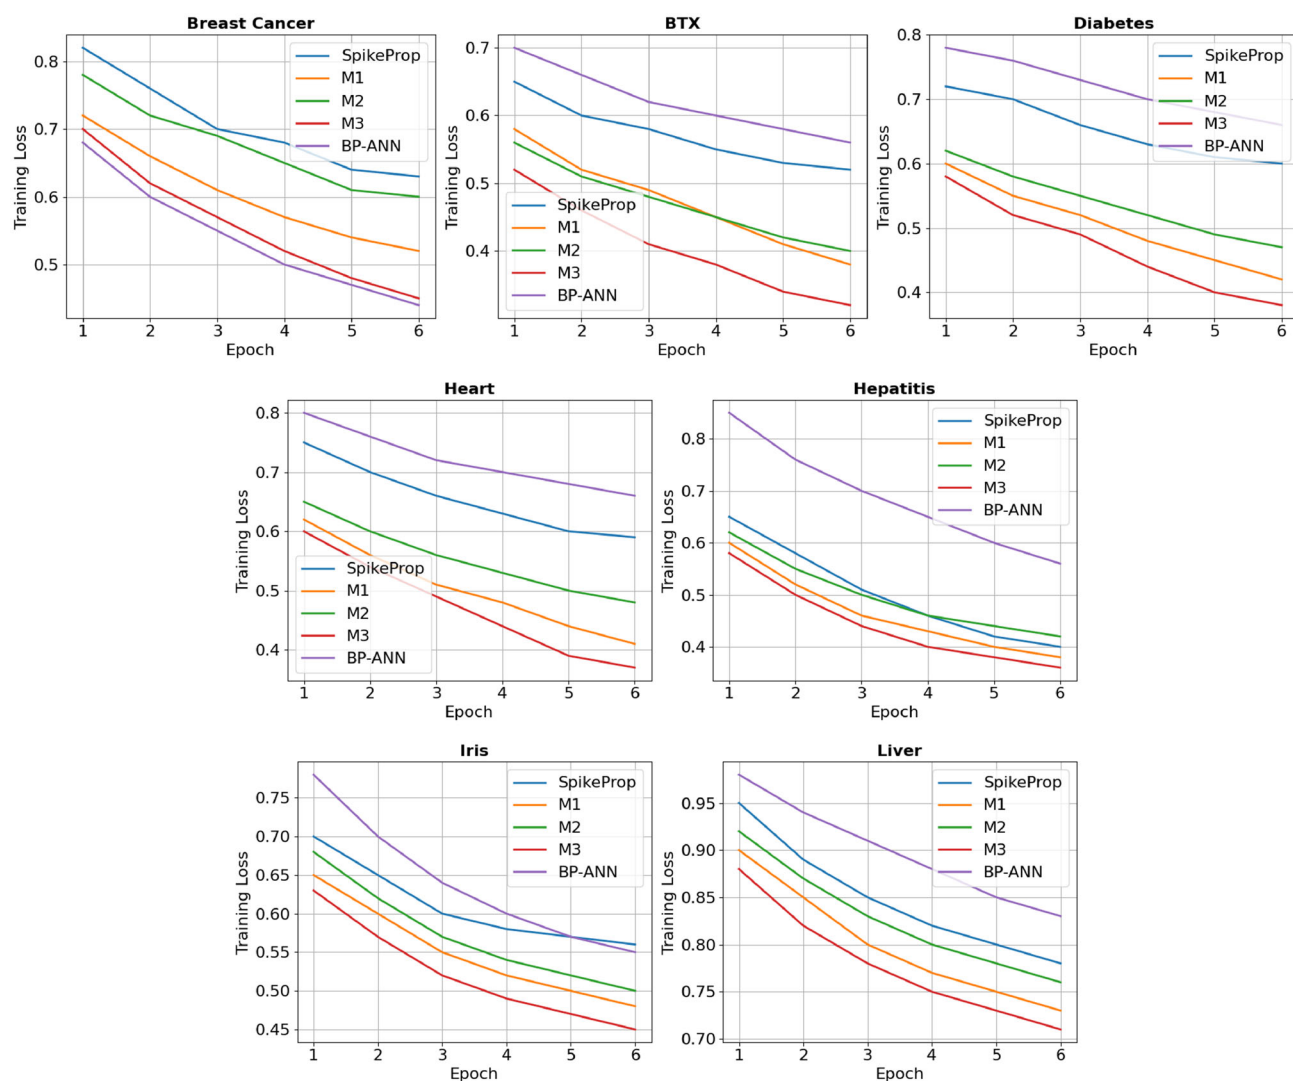 Breast Cancer
0.8
0.7
0.6
0.5
Training Loss
SpikeProp
M1
M2
M3
BP-ANN
1 2 3 4 5 6
Epoch
BTX
0.7
0.6
0.5
0.4
Training Loss
SpikeProp
M1
M2
M3
BP-ANN
1 2 3 4 5 6
Epoch
Diabetes
0.8
0.7
0.6
0.5
0.4
Training Loss
SpikeProp
M1
M2
M3
BP-ANN
1 2 3 4 5 6
Epoch
Heart
0.8
0.7
0.6
0.5
0.4
Training Loss
SpikeProp
M1
M2
M3
BP-ANN
1 2 3 4 5 6
Epoch
Hepatitis
0.8
0.7
0.6
0.5
0.4
Training Loss
SpikeProp
M1
M2
M3
BP-ANN
1 2 3 4 5 6
Epoch
Iris
0.75
0.70
0.65
0.60
0.55
0.50
0.45
Training Loss
SpikeProp
M1
M2
M3
BP-ANN
1 2 3 4 5 6
Epoch
Liver
0.95
0.90
0.85
0.80
0.75
0.70
Training Loss
SpikeProp
M1
M2
M3
BP-ANN
1 2 3 4 5 6
Epoch